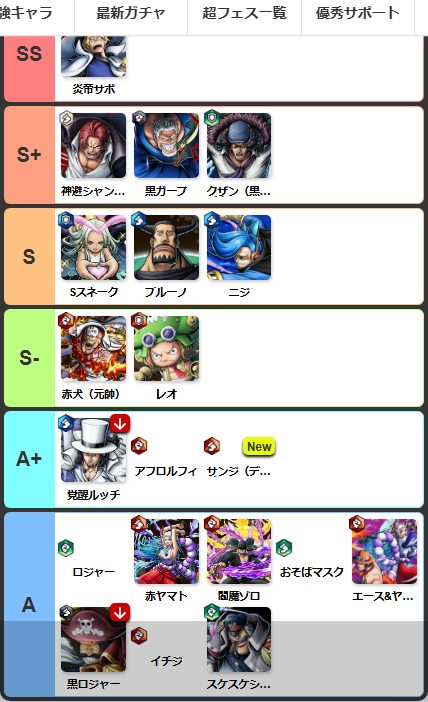 強キャラ
最新ガチャ
超フェス一覧
優秀サポート
SS
炎帝サボ
S+
神避シャン...
黒ガープ
クザン（黒...
S
Sスネーク
ブルーノ
ニジ
S-
赤犬（元帥）
レオ
A+
覚醒ルッチ
アフロルフィ
New
サンジ（デ...
A
ロジャー
赤ヤマト
閻魔ゾロ
おそばマスク
エース&ヤ...
黒ロジャー
イチジ
スケスケシ...